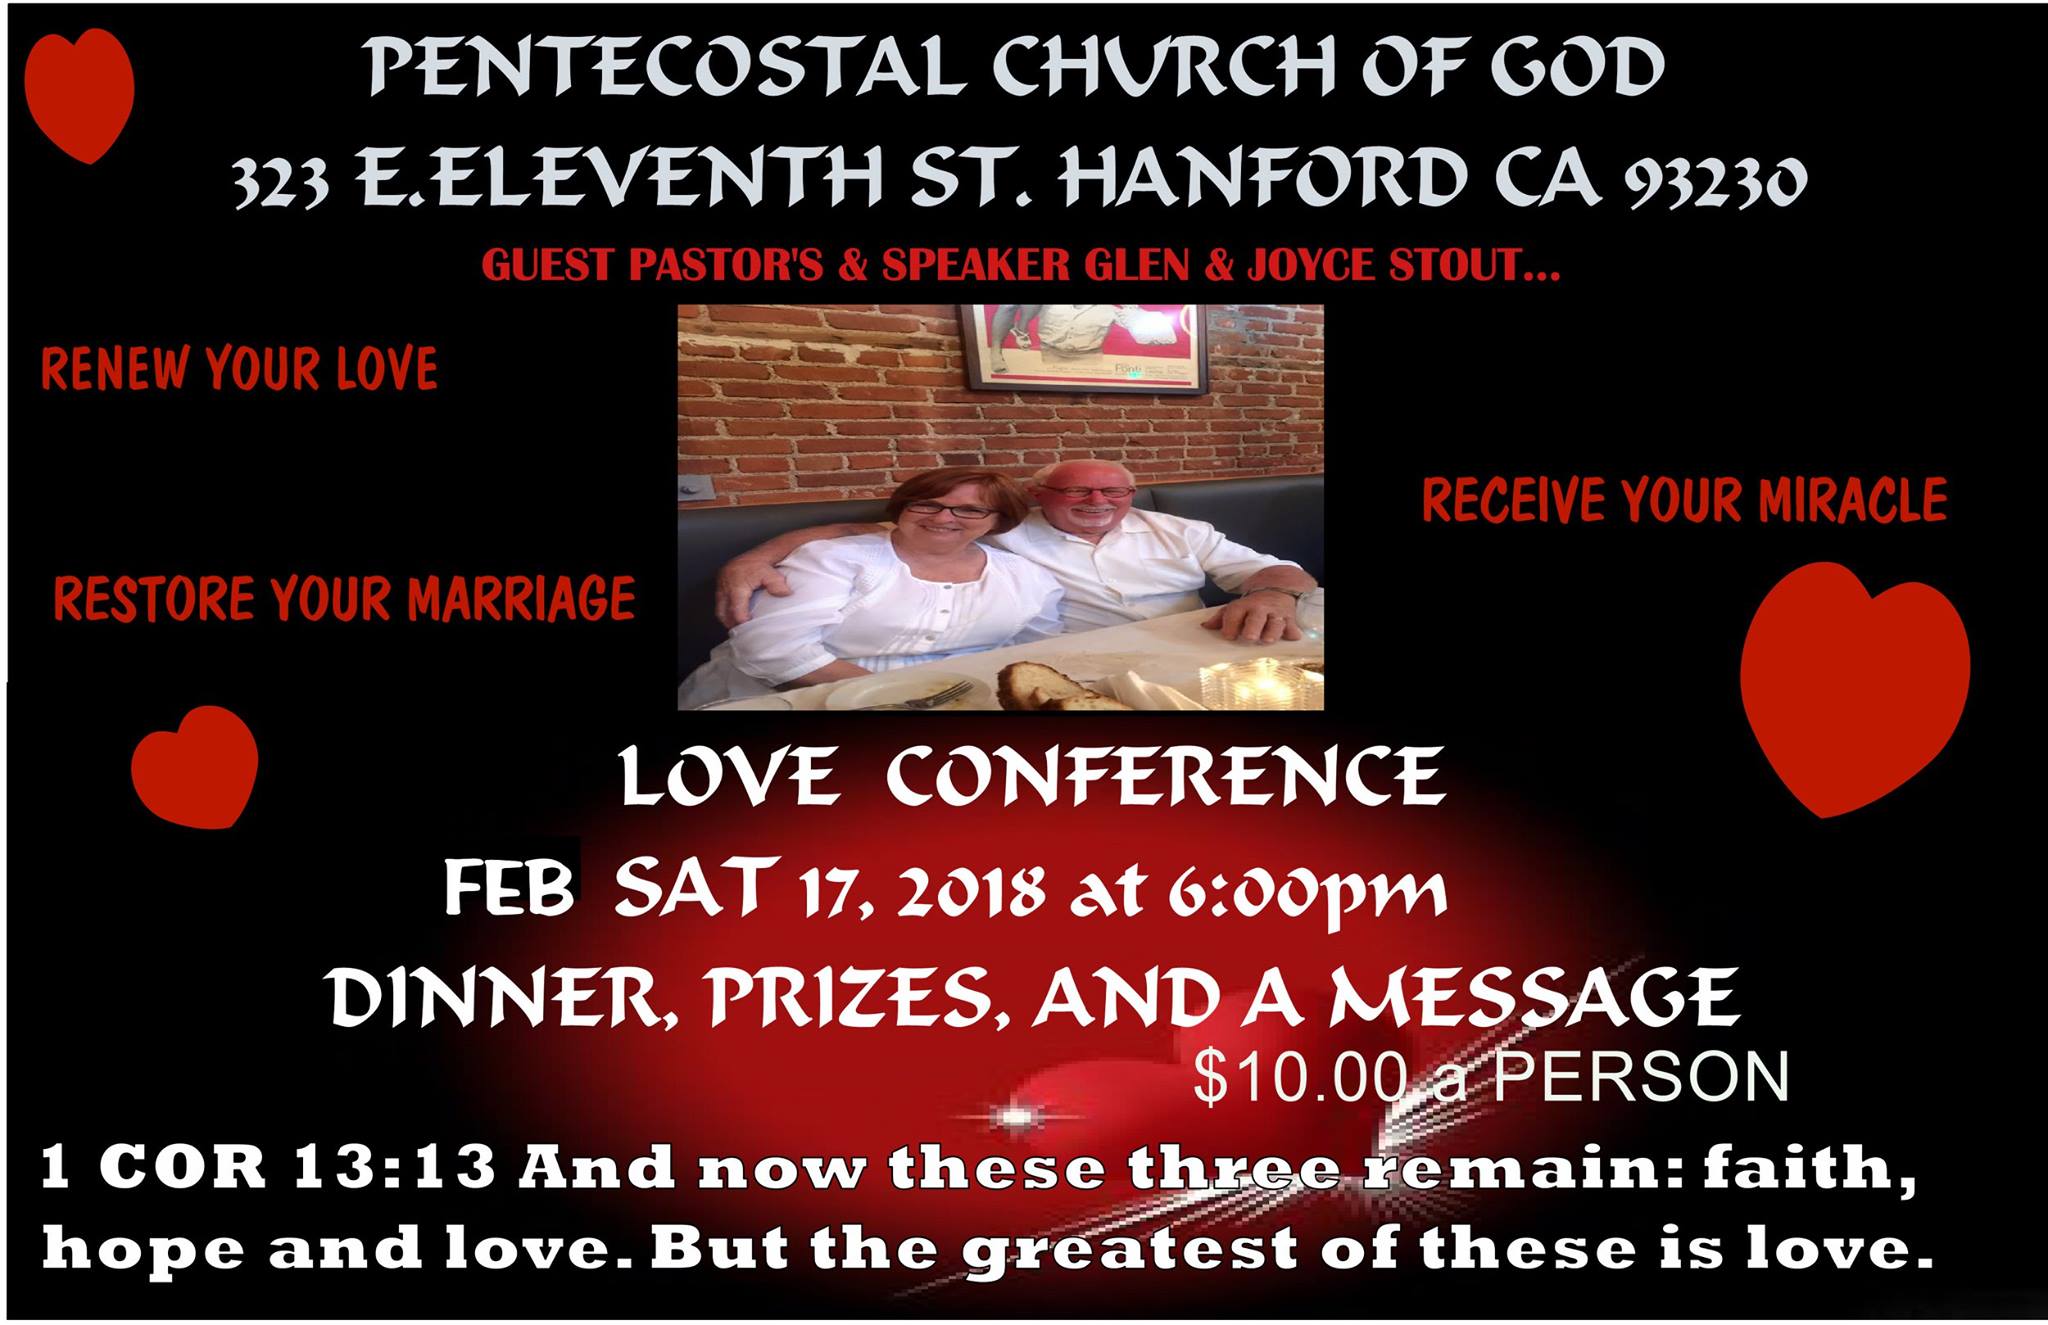 PENTECOSTAL CHURCH OF GOD
323 E.ELEVENTH ST. HANFORD CA 93230
GUEST PASTOR'S & SPEAKER GLEN & JOYCE STOUT...
Fonti
RENEW YOUR LOVE
RECEIVE YOUR MIRACLE
RESTORE YOUR MARRIAGE
LOVE CONFERENCE
FEB SAT 17, 2018 at 6:00pm
DINNER, PRIZES, AND A MESSAGE
$10.00 a PERSON
1 COR 13:13 And now these three remain: faith,
hope and love. But the greatest of these is love.